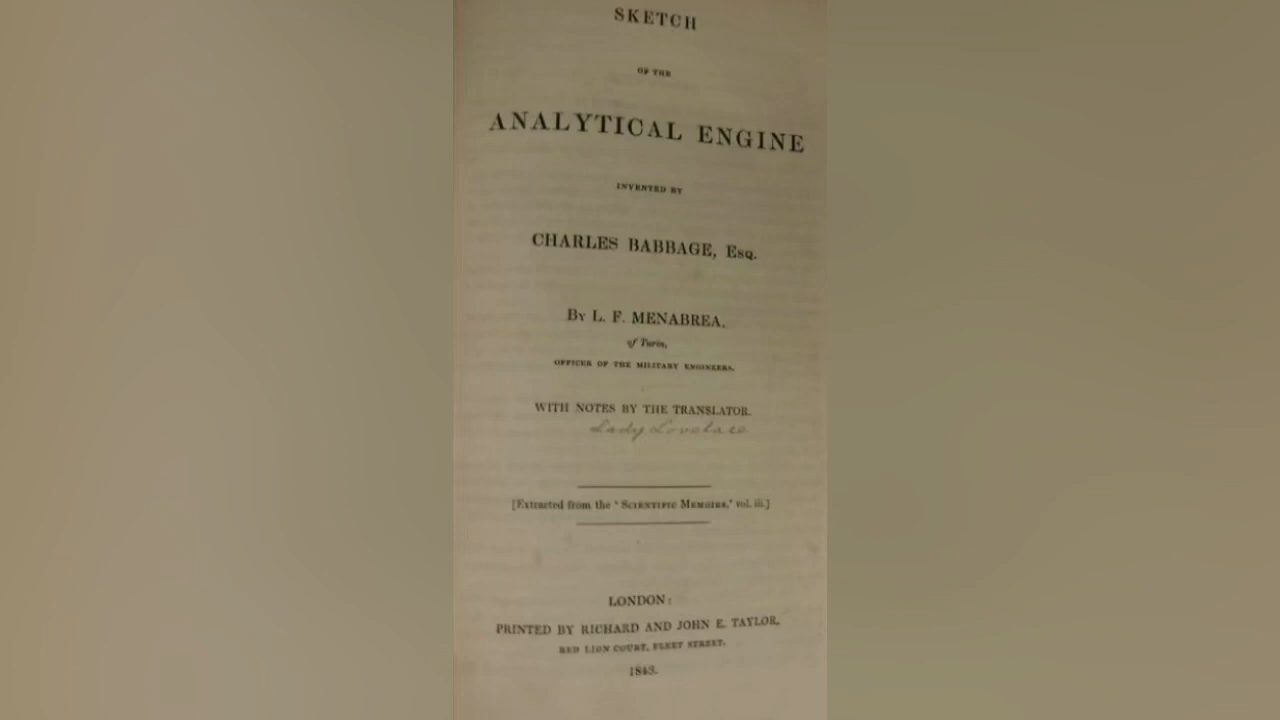 SKETCH
OF THE
ANALYTICAL ENGINE
INVENTED BY
CHARLES BABBAGE, Esq.
By L. F. MENABREA,
of Turin,
OFFICER OF THE MILITARY ENGINEERS.
WITH NOTES BY THE TRANSLATOR.
Lady Lovelace
[Extracted from the ‘Scientific Memoirs,’ vol. iii.]
LONDON:
PRINTED BY RICHARD AND JOHN E. TAYLOR,
RED LION COURT, FLEET STREET.
1843.